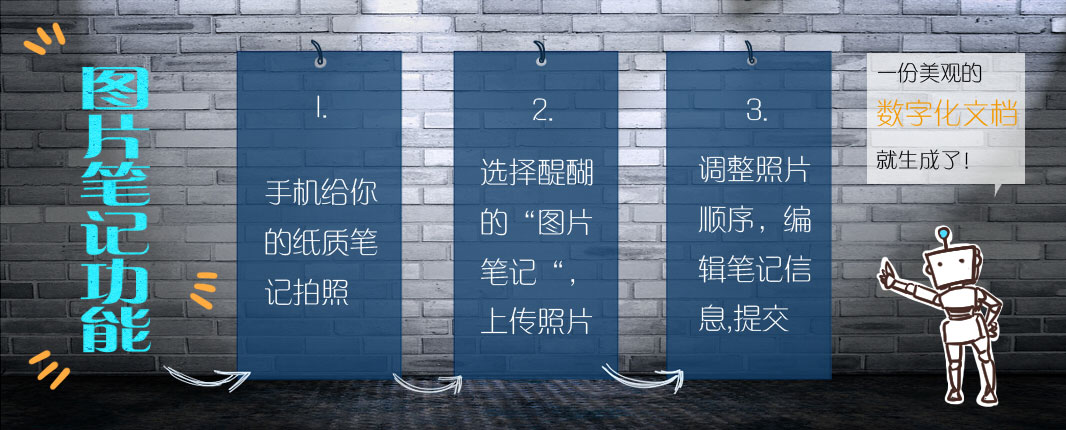 图片笔记功能
1.
手机给你
的纸质笔
记拍照
2.
选择醍醐
的“图片
笔记“，
上传照片
3.
调整照片
顺序，编
辑笔记信
息,提交
一份美观的
数字化文档
就生成了!